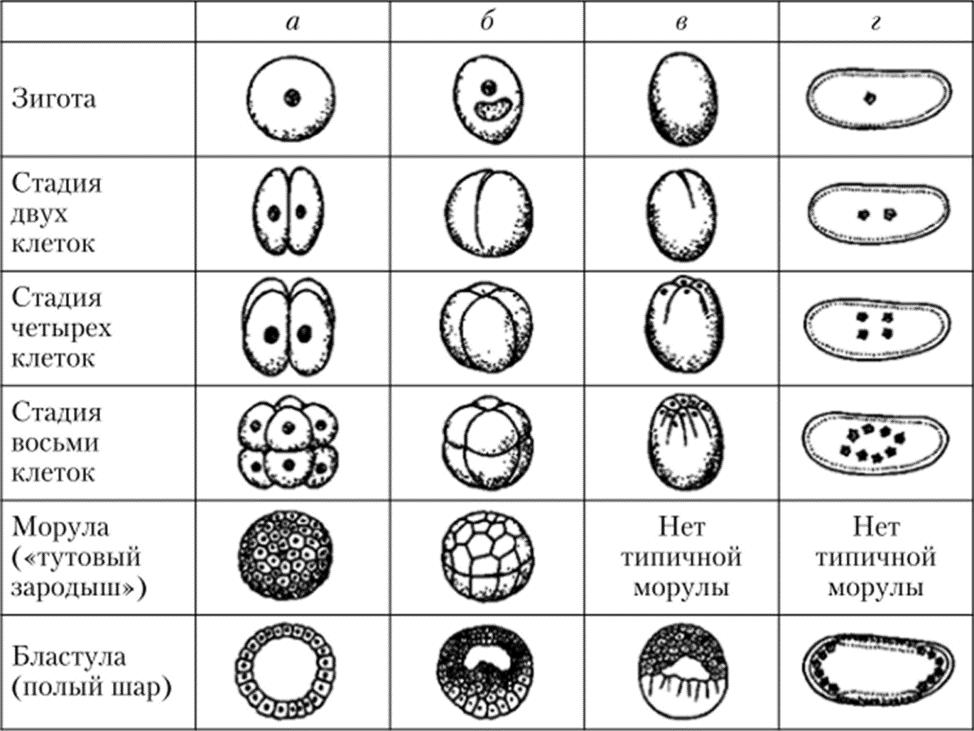 а б в г
Зигота
Стадия
двух
клеток
Стадия
четырех
клеток
Стадия
восьми
клеток
Морула
(«тутовый
зародыш»)
Нет
типичной
морулы
Нет
типичной
морулы
Бластула
(полый шар)